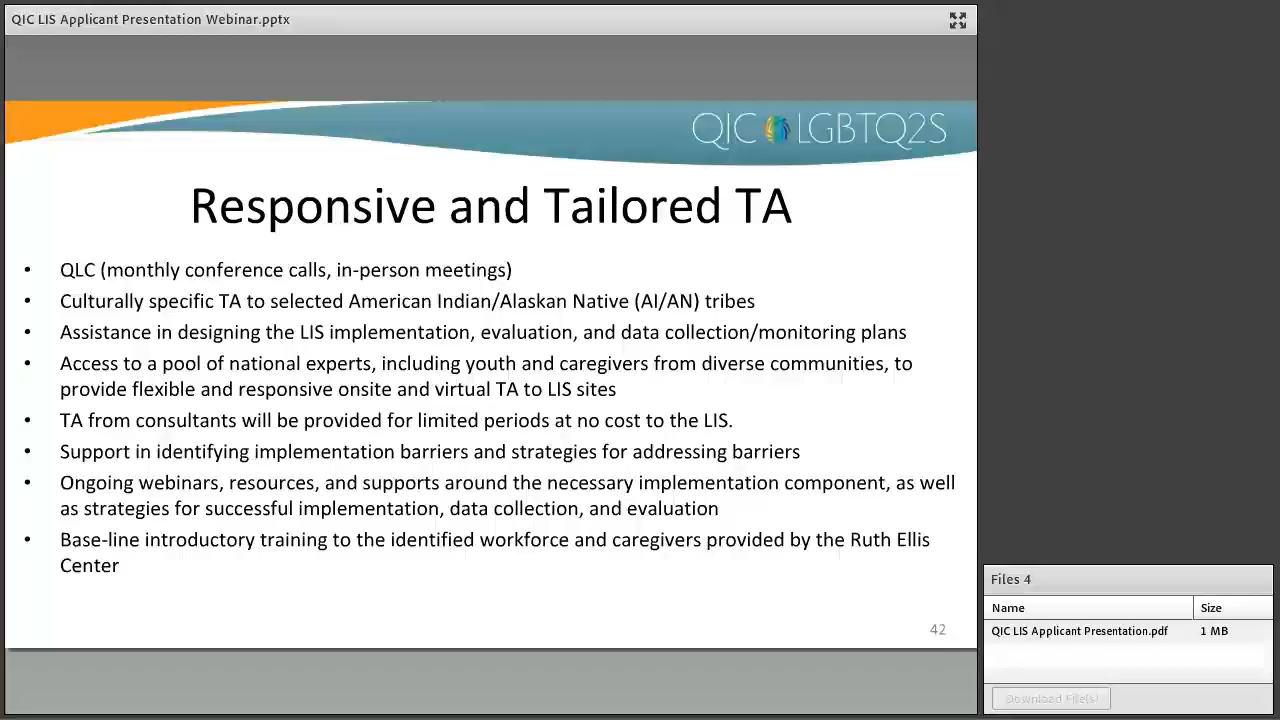 QIC LIS Applicant Presentation Webinar.pptx
QIC LGBTQ2S
Responsive and Tailored TA
• QLC (monthly conference calls, in-person meetings)
• Culturally specific TA to selected American Indian/Alaskan Native (AI/AN) tribes
• Assistance in designing the LIS implementation, evaluation, and data collection/monitoring plans
• Access to a pool of national experts, including youth and caregivers from diverse communities, to
provide flexible and responsive onsite and virtual TA to LIS sites
• TA from consultants will be provided for limited periods at no cost to the LIS.
• Support in identifying implementation barriers and strategies for addressing barriers
• Ongoing webinars, resources, and supports around the necessary implementation component, as well
as strategies for successful implementation, data collection, and evaluation
• Base-line introductory training to the identified workforce and caregivers provided by the Ruth Ellis
Center
42
Files 4
Name Size
QIC LIS Applicant Presentation.pdf 1 MB
Download File(s)